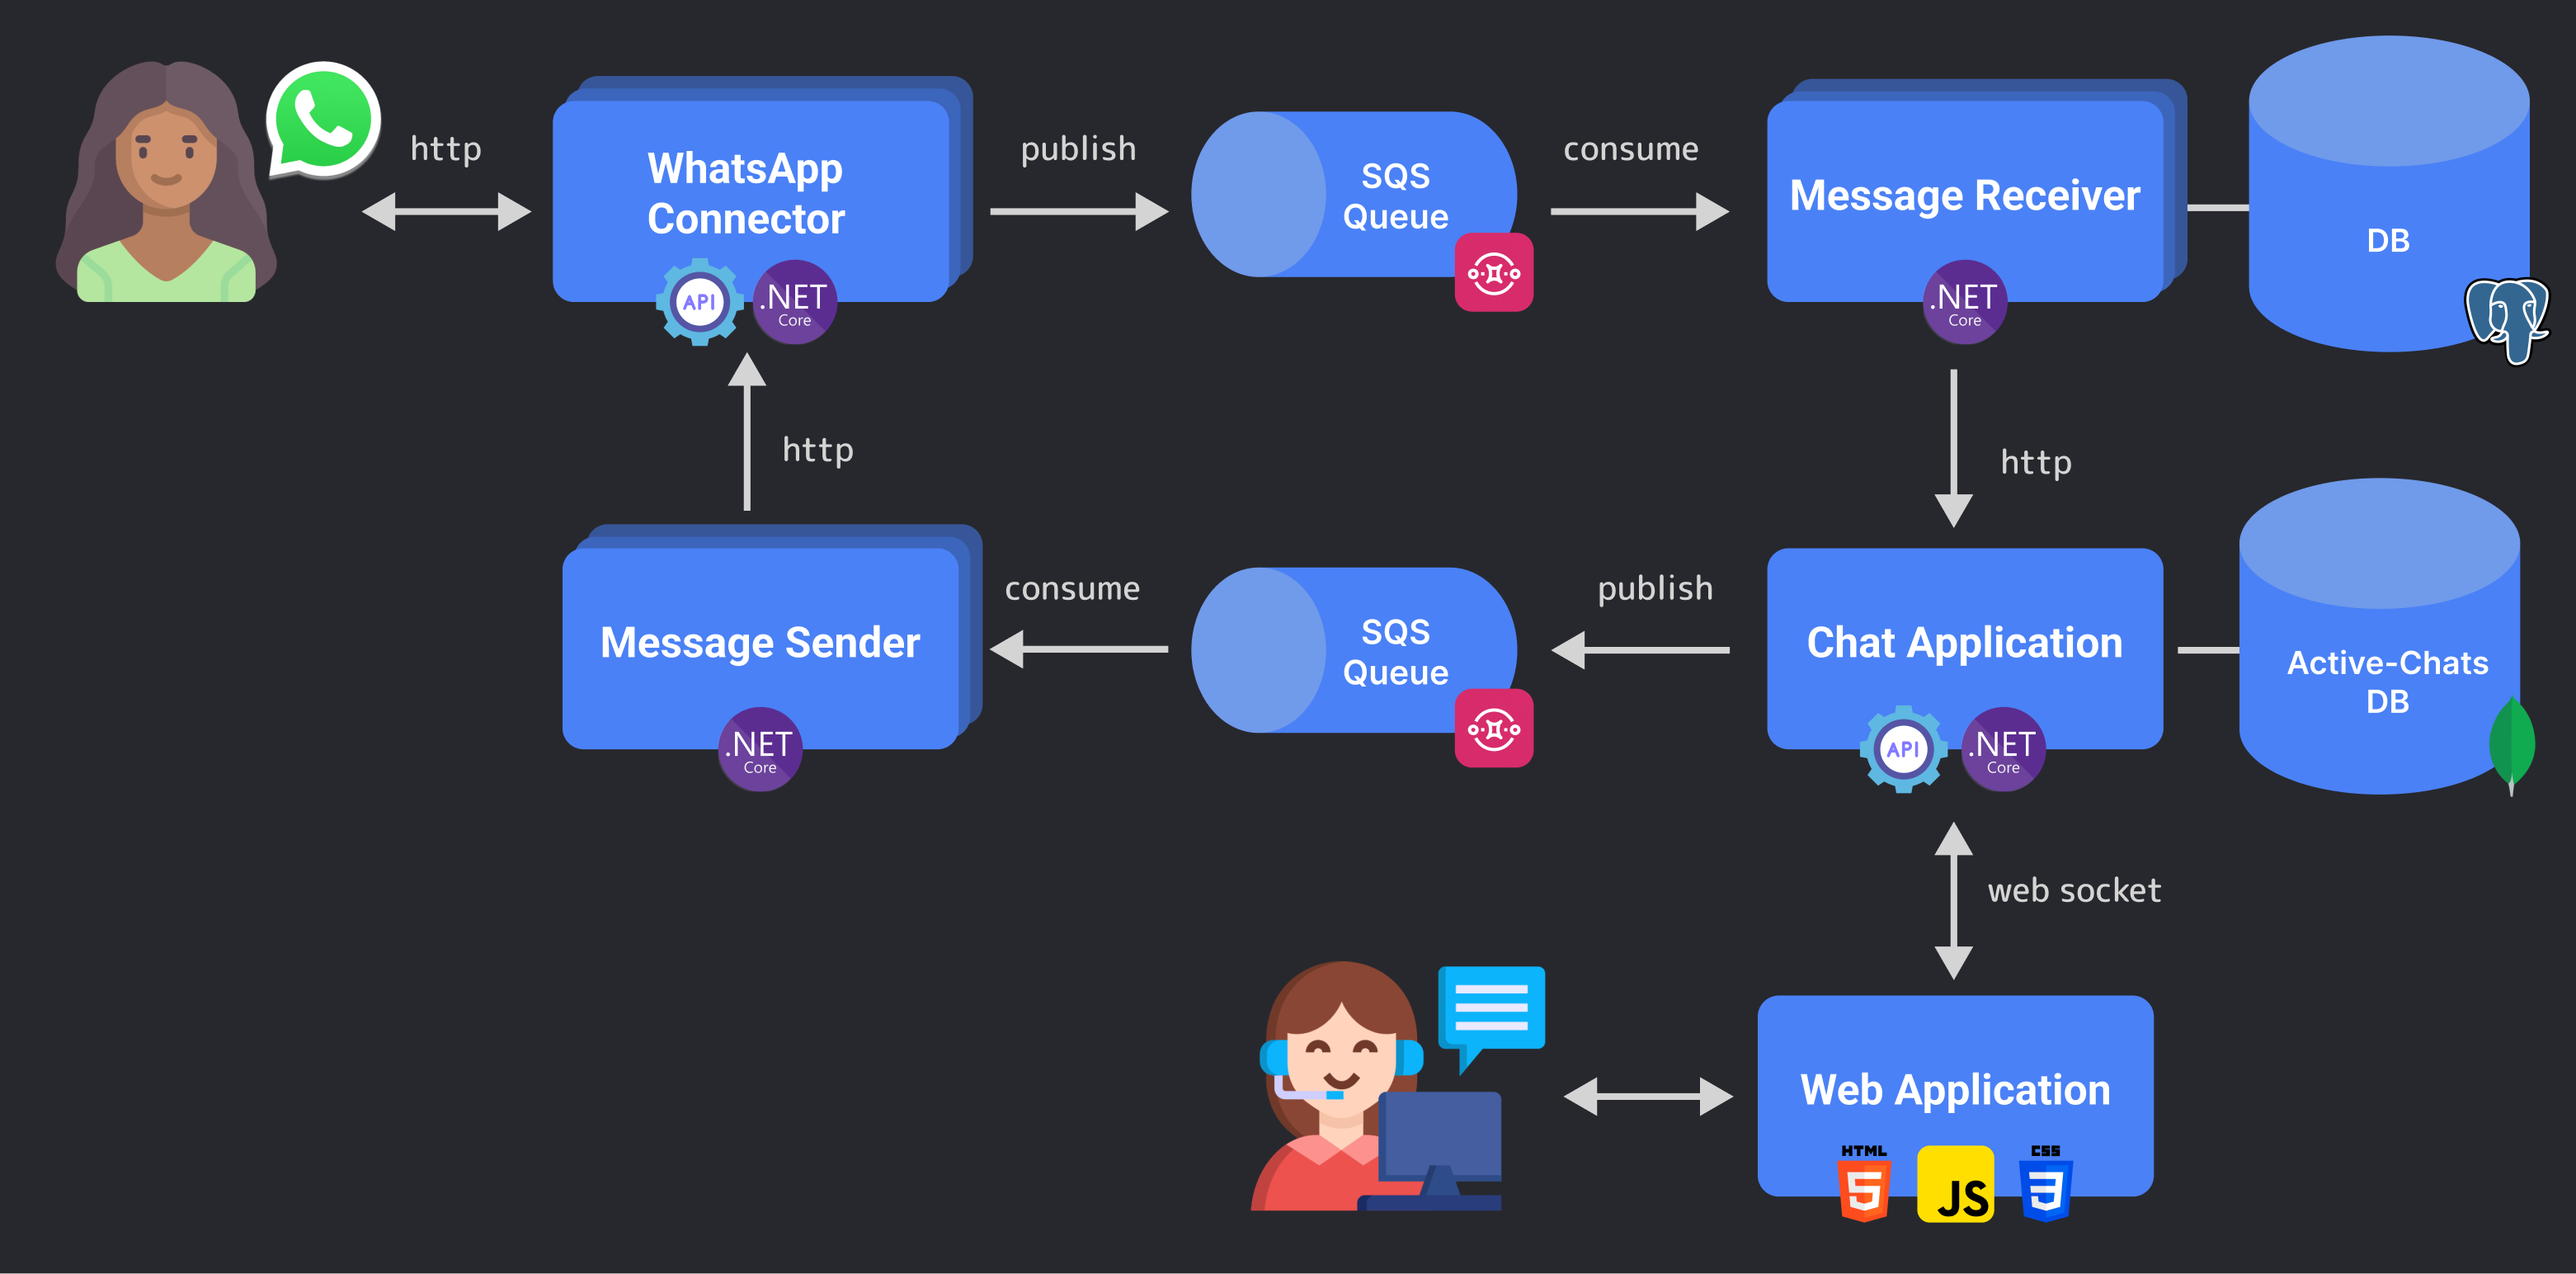 http
WhatsApp
Connector
API
.NET
Core
publish
SQS
Queue
consume
Message Receiver
.NET
Core
DB
http
http
Message Sender
.NET
Core
consume
SQS
Queue
publish
Chat Application
API
.NET
Core
Active-Chats
DB
web socket
Web Application
HTML
5
JS
CSS
3